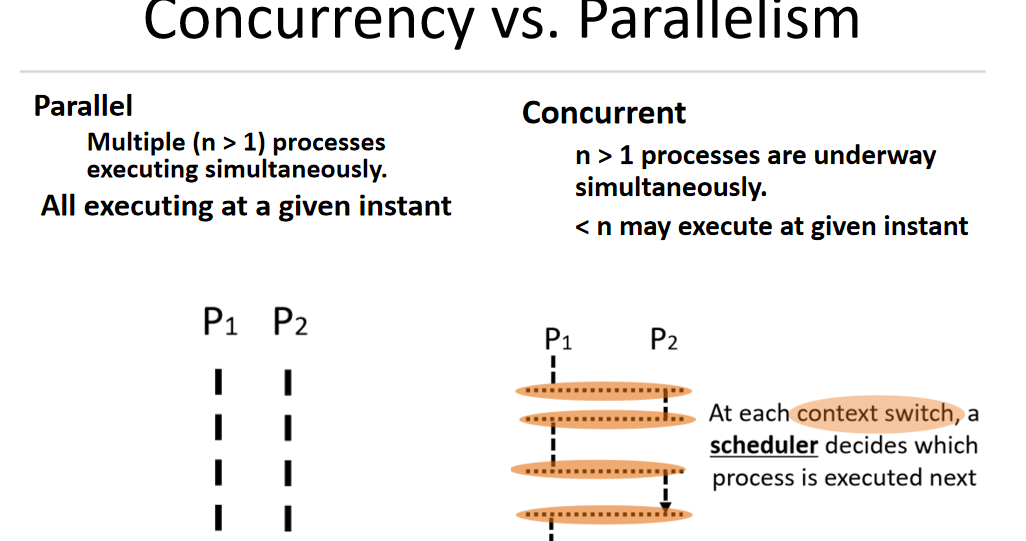 Concurrency vs. Parallelism
Parallel
Multiple (n > 1) processes
executing simultaneously.
All executing at a given instant
Concurrent
n > 1 processes are underway
simultaneously.
< n may execute at given instant
P1 P2
P1 P2
At each context switch, a
scheduler decides which
process is executed next